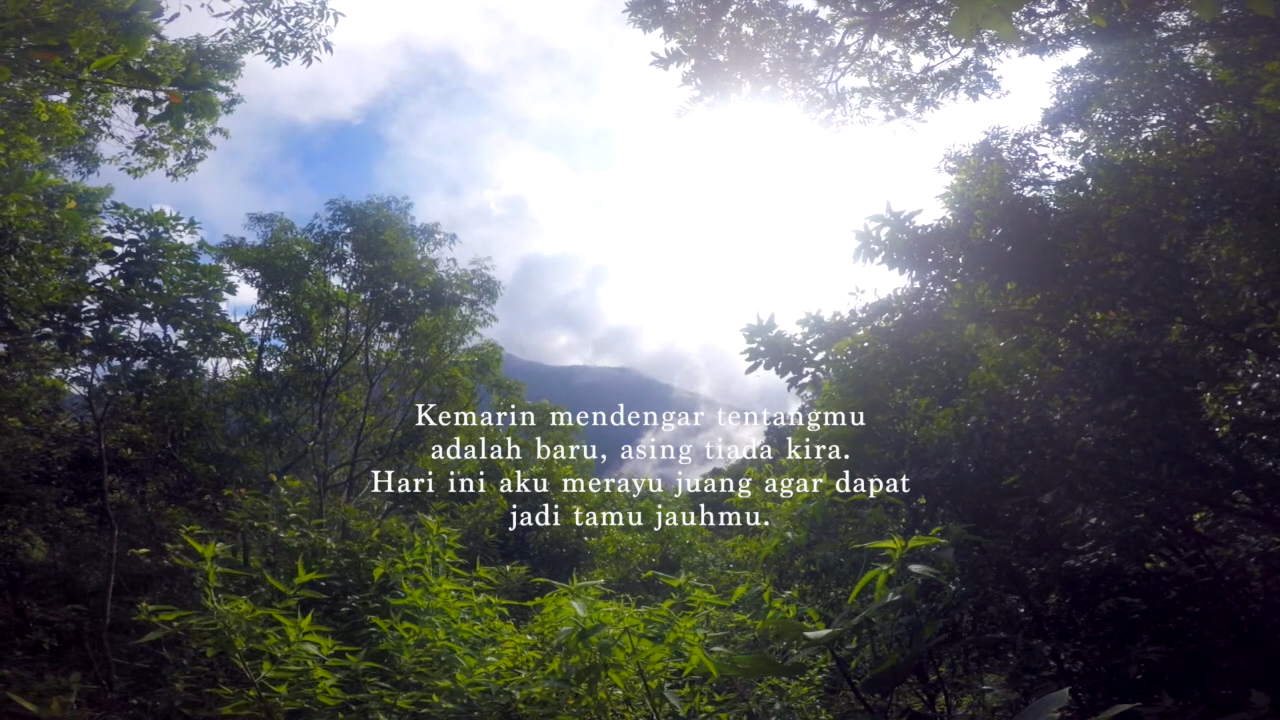 Kemarin mendengar tentangmu
adalah baru, asing tiada kira.
Hari ini aku merayu juang agar dapat
jadi tamu jauhmu.